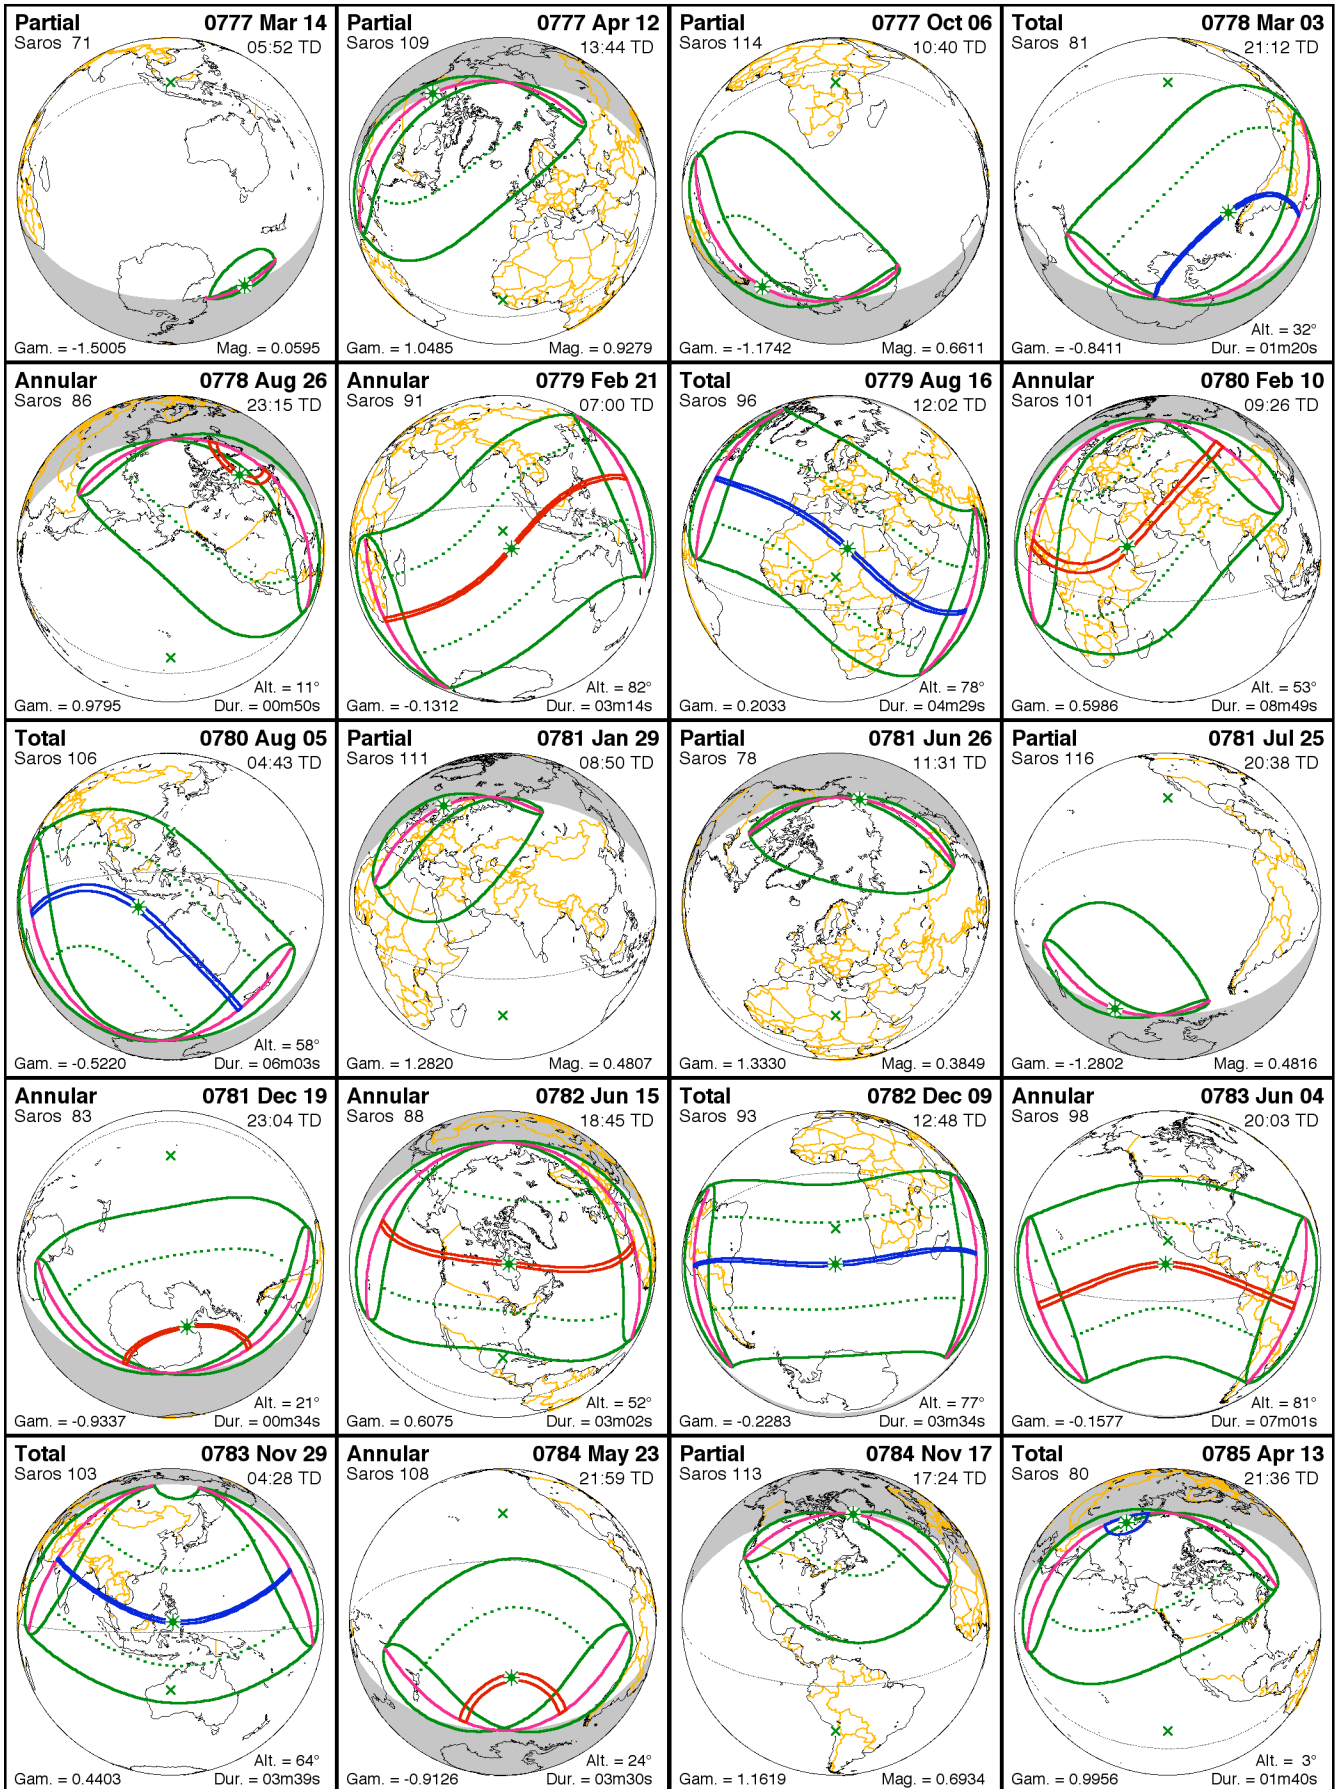 Partial 0777 Mar 14
Saros 71 05:52 TD
Gam. = -1.5005 Mag. = 0.0595
Partial 0777 Apr 12
Saros 109 13:44 TD
Gam. = 1.0485 Mag. = 0.9279
Partial 0777 Oct 06
Saros 114 10:40 TD
Gam. = -1.1742 Mag. = 0.6611
Total 0778 Mar 03
Saros 81 21:12 TD
Alt. = 32°
Gam. = -0.8411 Dur. = 01m20s
Annular 0778 Aug 26
Saros 86 23:15 TD
Alt. = 11°
Gam. = 0.9795 Dur. = 00m50s
Annular 0779 Feb 21
Saros 91 07:00 TD
Alt. = 82°
Gam. = -0.1312 Dur. = 03m14s
Total 0779 Aug 16
Saros 96 12:02 TD
Alt. = 78°
Gam. = 0.2033 Dur. = 04m29s
Annular 0780 Feb 10
Saros 101 09:26 TD
Alt. = 53°
Gam. = 0.5986 Dur. = 08m49s
Total 0780 Aug 05
Saros 106 04:43 TD
Alt. = 58°
Gam. = -0.5220 Dur. = 06m03s
Partial 0781 Jan 29
Saros 111 08:50 TD
Gam. = 1.2820 Mag. = 0.4807
Partial 0781 Jun 26
Saros 78 11:31 TD
Gam. = 1.3330 Mag. = 0.3849
Partial 0781 Jul 25
Saros 116 20:38 TD
Gam. = -1.2802 Mag. = 0.4816
Annular 0781 Dec 19
Saros 83 23:04 TD
Alt. = 21°
Gam. = -0.9337 Dur. = 00m34s
Annular 0782 Jun 15
Saros 88 18:45 TD
Alt. = 52°
Gam. = 0.6075 Dur. = 03m02s
Total 0782 Dec 09
Saros 93 12:48 TD
Alt. = 77°
Gam. = -0.2283 Dur. = 03m34s
Annular 0783 Jun 04
Saros 98 20:03 TD
Alt. = 81°
Gam. = -0.1577 Dur. = 07m01s
Total 0783 Nov 29
Saros 103 04:28 TD
Alt. = 64°
Gam. = 0.4403 Dur. = 03m39s
Annular 0784 May 23
Saros 108 21:59 TD
Alt. = 24°
Gam. = -0.9126 Dur. = 03m30s
Partial 0784 Nov 17
Saros 113 17:24 TD
Gam. = 1.1619 Mag. = 0.6934
Total 0785 Apr 13
Saros 80 21:36 TD
Alt. = 3°
Gam. = 0.9956 Dur. = 01m40s